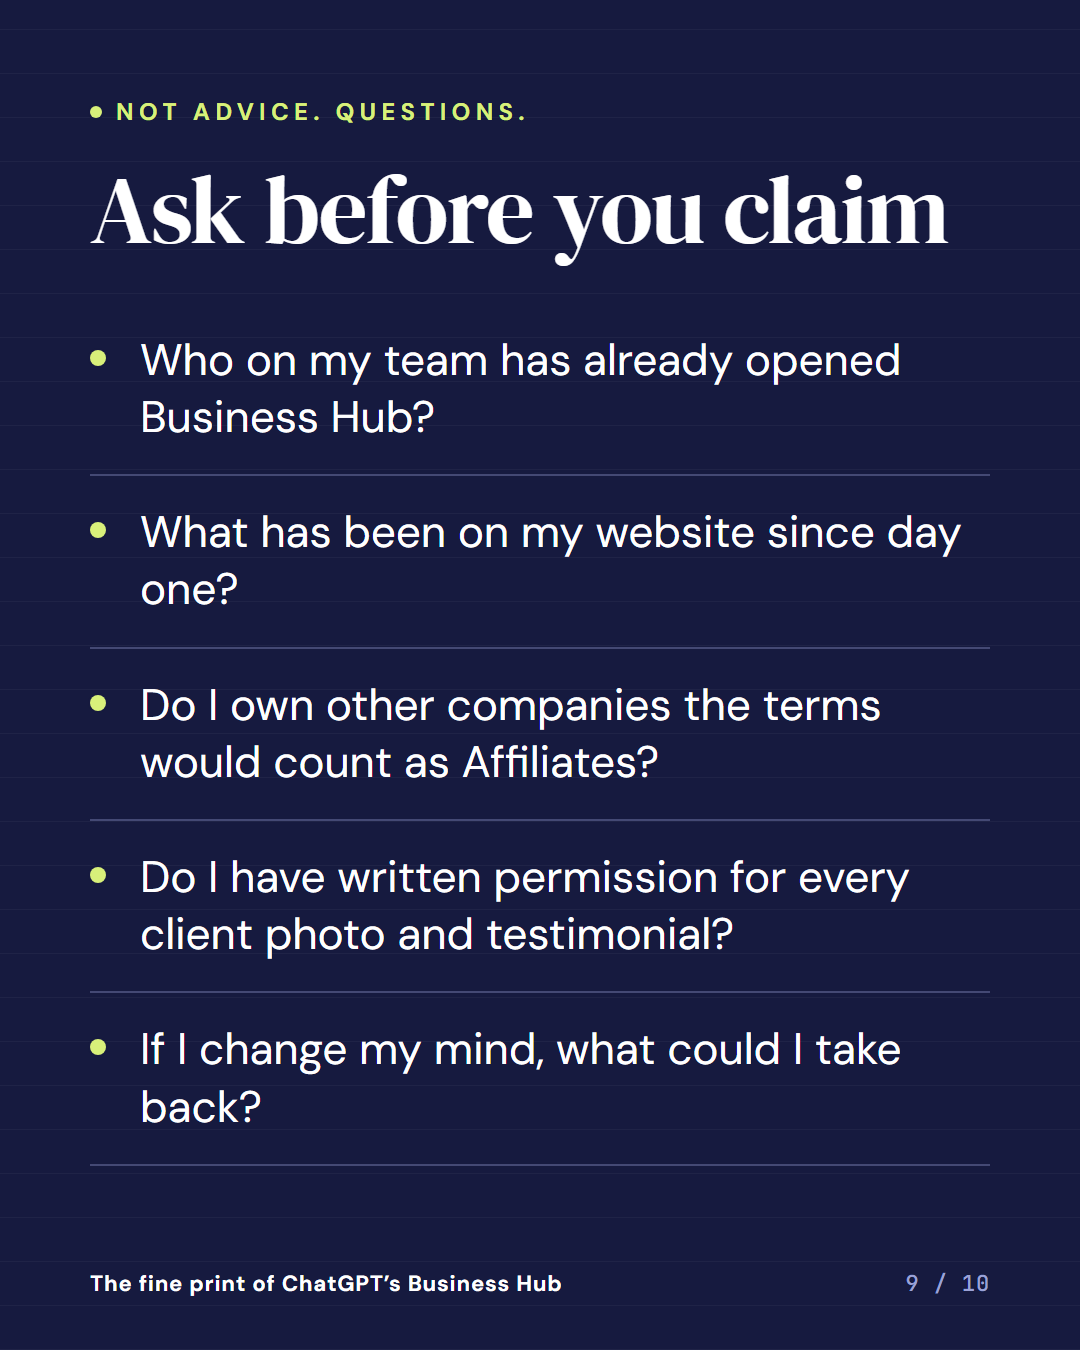 NOT ADVICE. QUESTIONS.
Ask before you claim
Who on my team has already opened
Business Hub?
What has been on my website since day
one?
Do I own other companies the terms
would count as Affiliates?
Do I have written permission for every
client photo and testimonial?
If I change my mind, what could I take
back?
The fine print of ChatGPT’s Business Hub
9 / 10